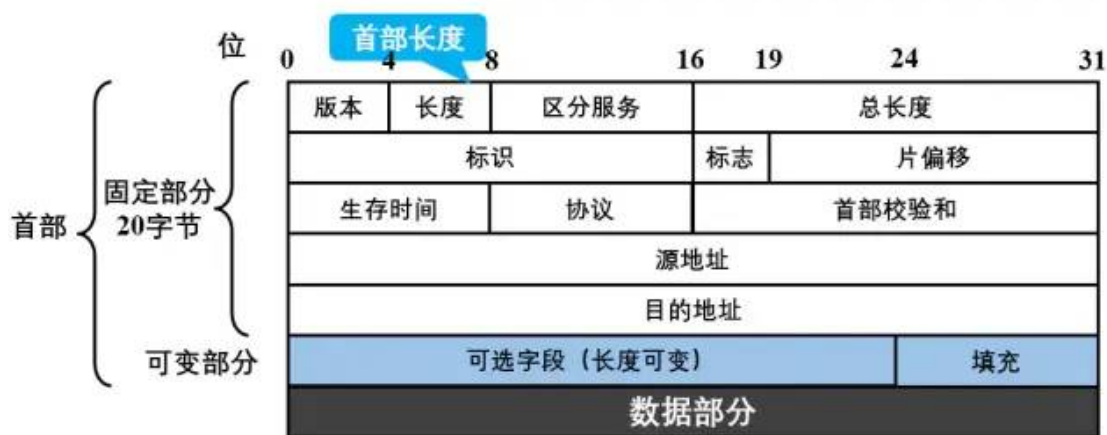 首部长度
位 0 4 8 16 19 24 31
版本 长度 区分服务 总长度
标识 标志 片偏移
固定部分
20字节
首部
生存时间 协议 首部校验和
源地址
目的地址
可变部分 可选字段（长度可变） 填充
数据部分